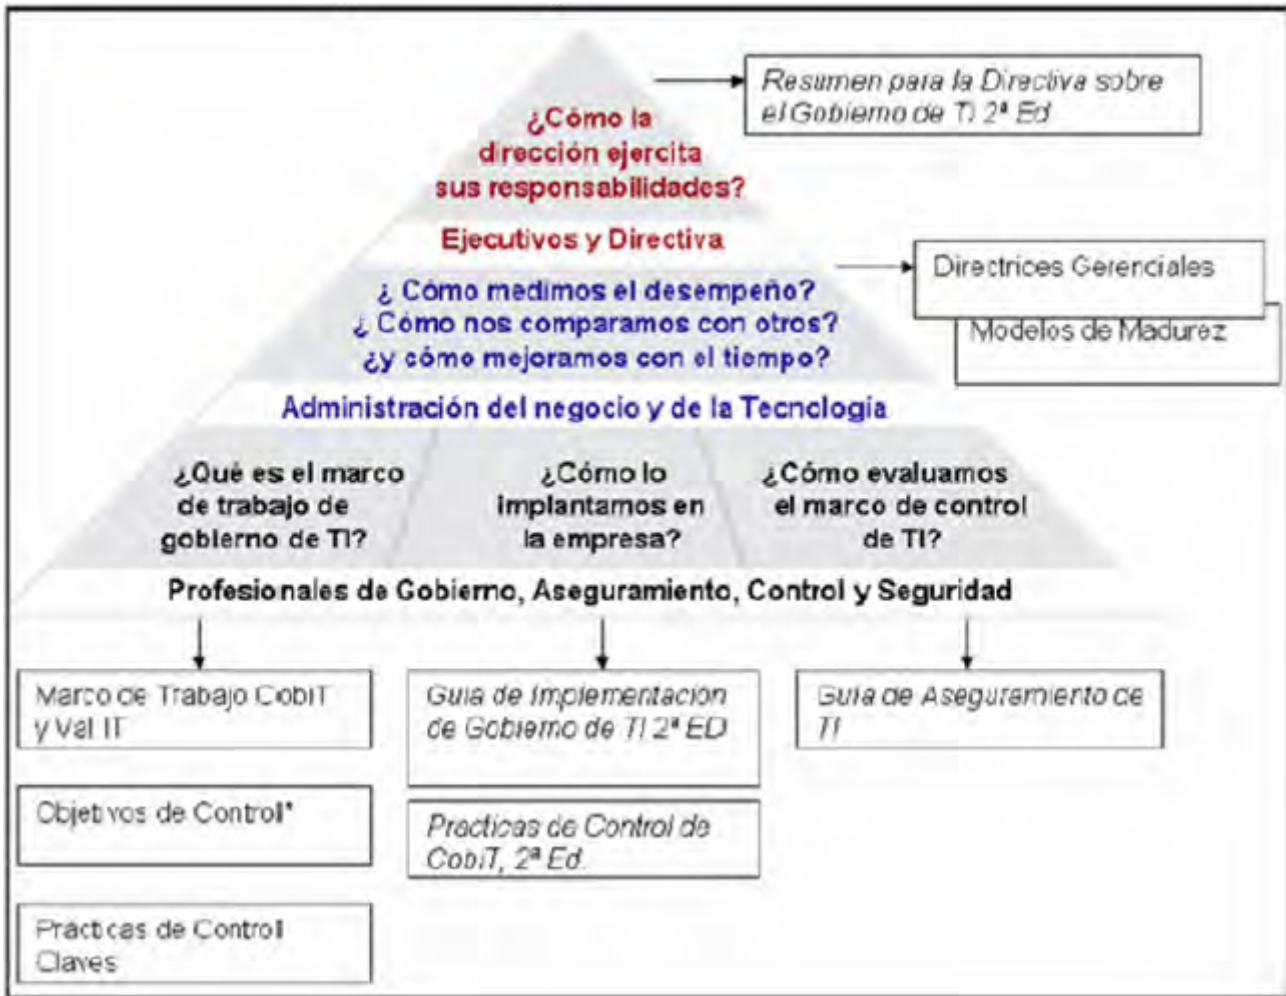 ¿Cómo la
dirección ejercita
sus responsabilidades?
Resumen para la Directiva sobre
el Gobierno de TI 2ª Ed
Ejecutivos y Directiva
¿ Cómo medimos el desempeño?
¿ Cómo nos comparamos con otros?
¿y cómo mejoramos con el tiempo?
Directrices Gerenciales
Modelos de Madurez
Administración del negocio y de la Tecnología
¿Qué es el marco
de trabajo de
gobierno de TI?
¿Cómo lo
implantamos en
la empresa?
¿Cómo evaluamos
el marco de control
de TI?
Profesionales de Gobierno, Aseguramiento, Control y Seguridad
Marco de Trabajo CobiT
y Val IT
Objetivos de Control*
Prácticas de Control
Claves
Guía de Implementación
de Gobierno de TI 2ª ED
Prácticas de Control de
CobiT, 2ª Ed.
Guía de Aseguramiento de
TI